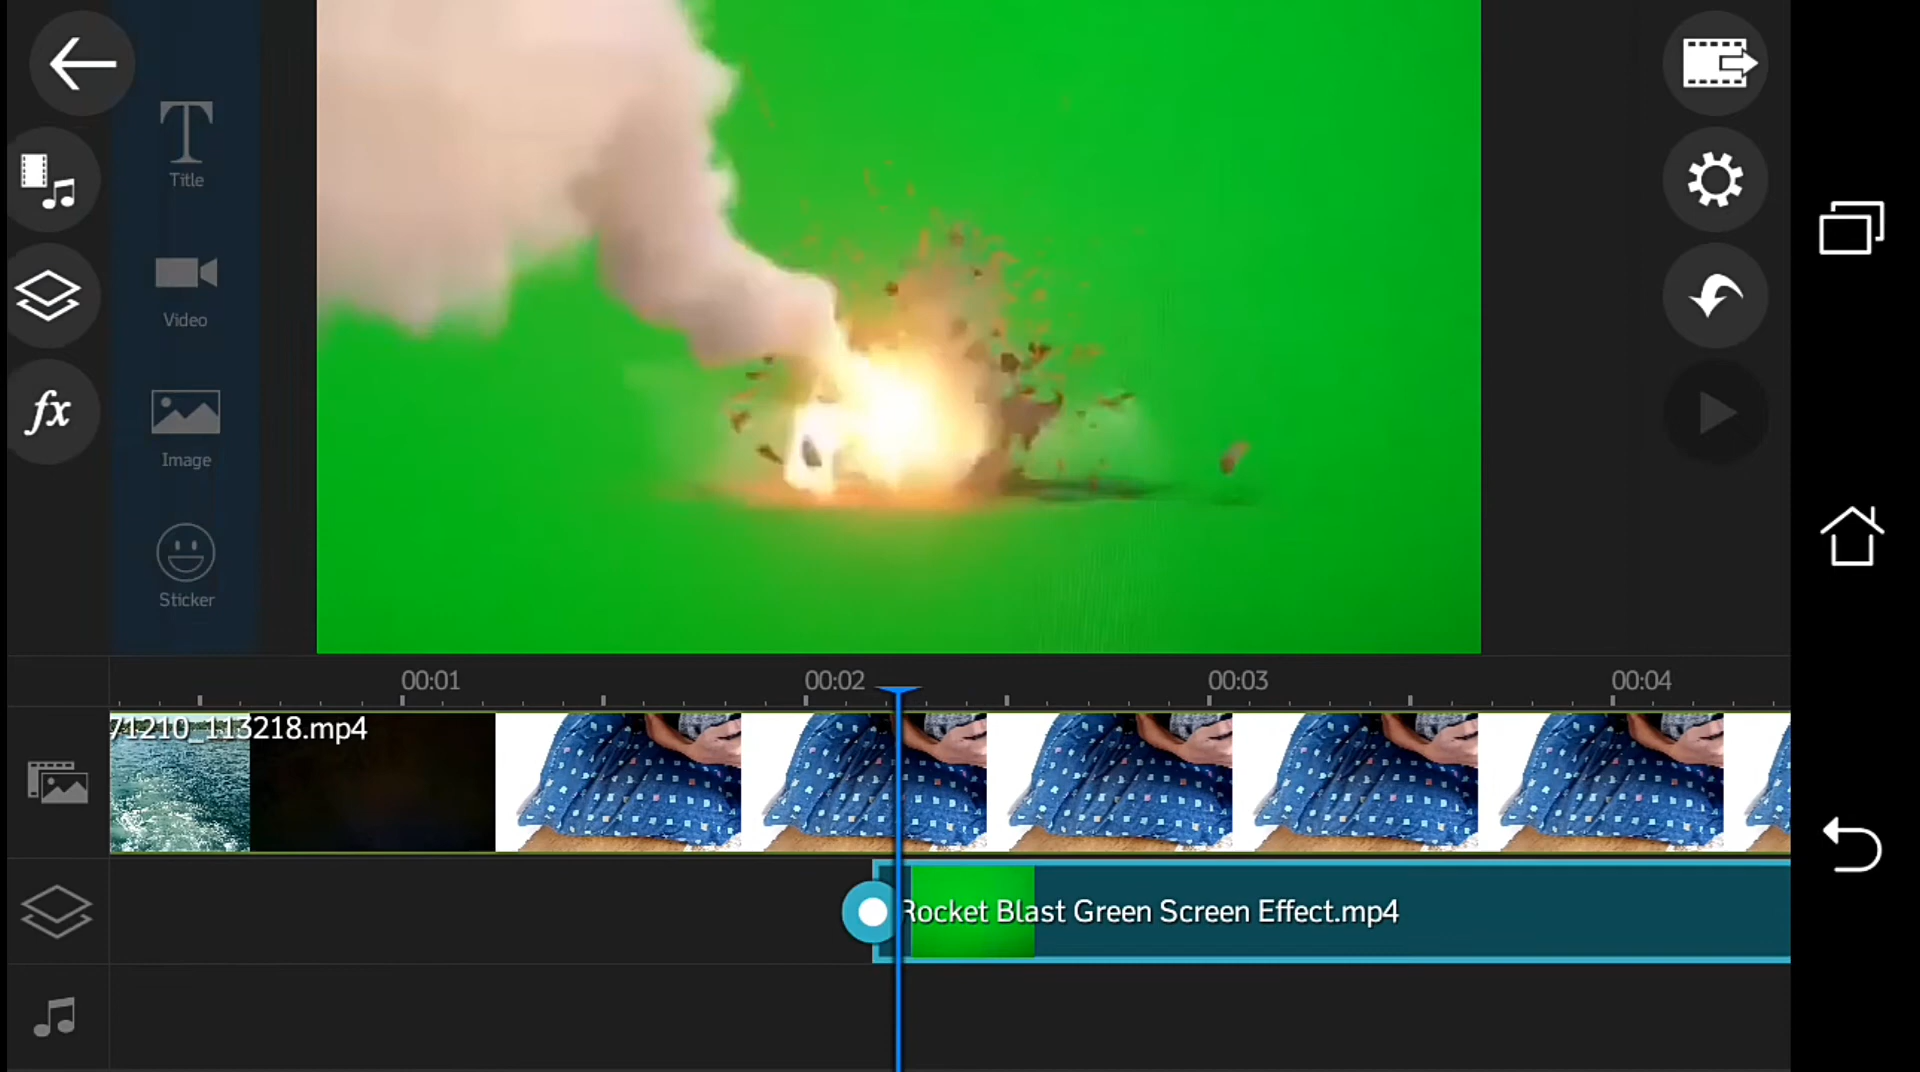 Title
Video
Image
Sticker
fx
00:01 00:02 00:03 00:04
71210_113218.mp4
Rocket Blast Green Screen Effect.mp4